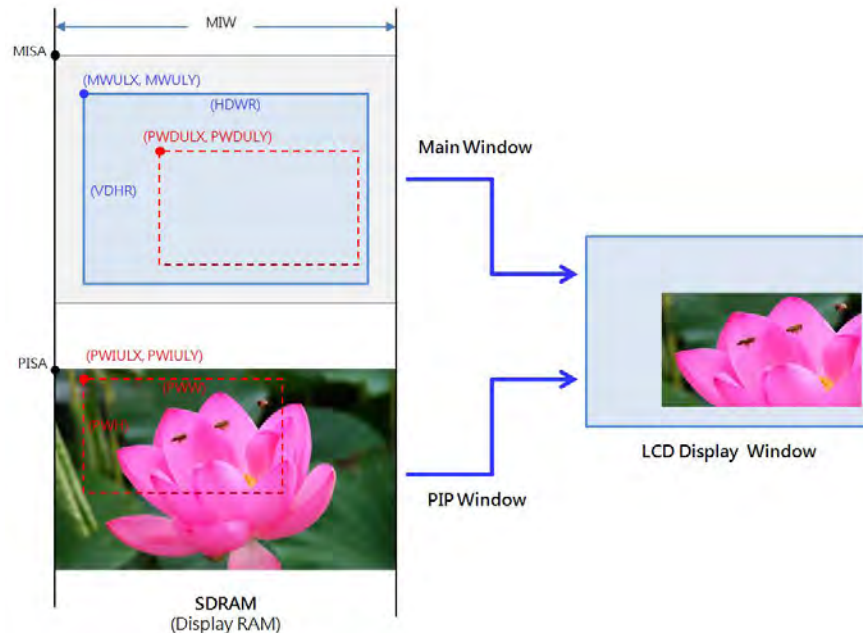 MIW
MISA
(MWULX, MWULY)
(HDWR)
(PWDULX, PWDULY)
(VDHR)
Main Window
PISA
(PWIULX, PWIULY)
(PWW)
(PWH)
PIP Window
LCD Display Window
SDRAM
(Display RAM)